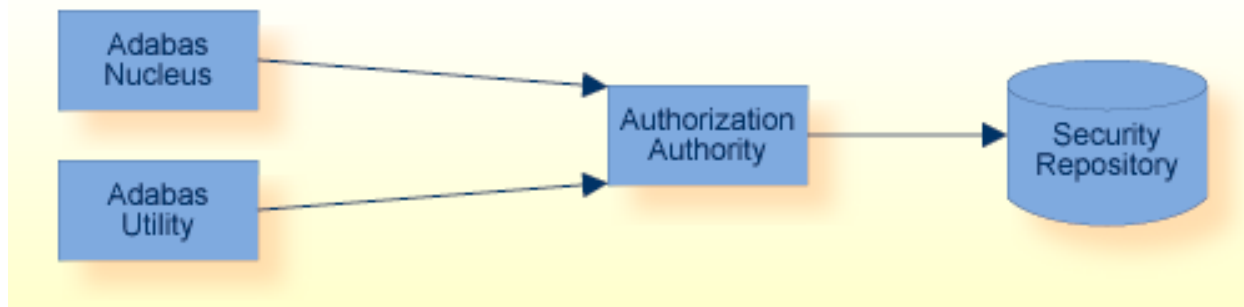 Adabas
Nucleus
Adabas
Utility
Authorization
Authority
Security
Repository